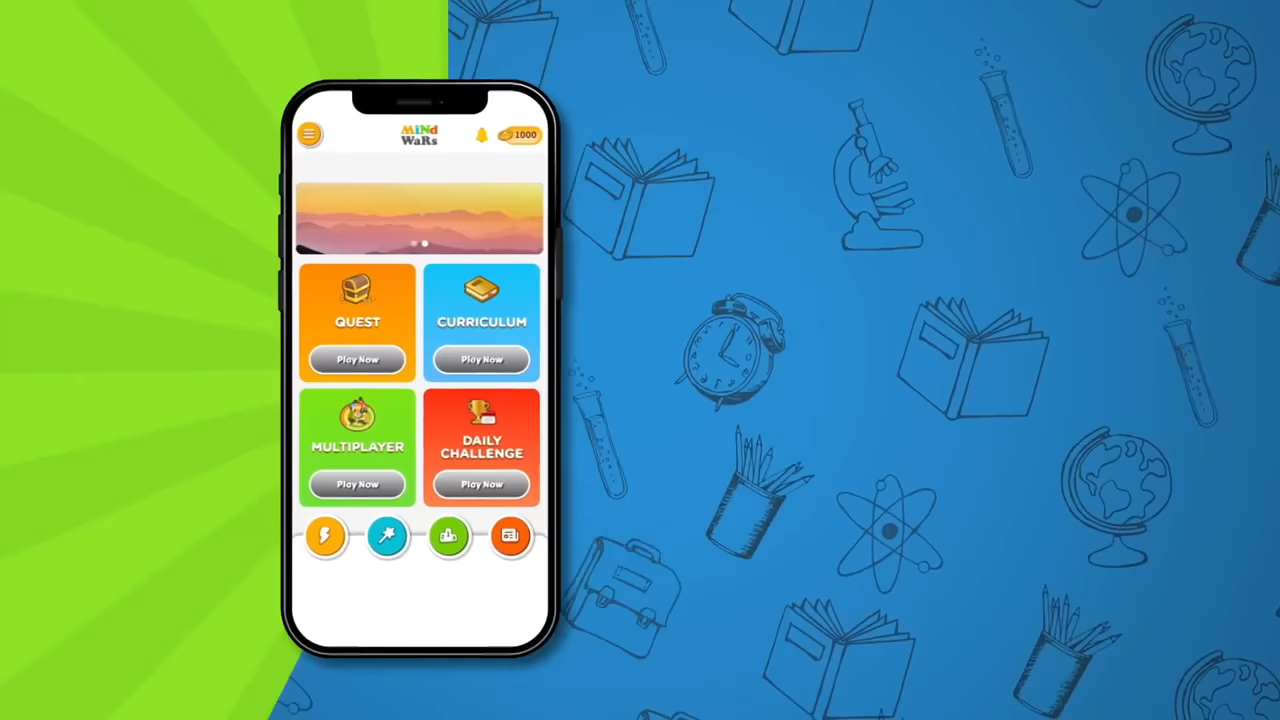 MiNd
WaRs
1000
QUEST
Play Now
CURRICULUM
Play Now
MULTIPLAYER
Play Now
DAILY
CHALLENGE
Play Now